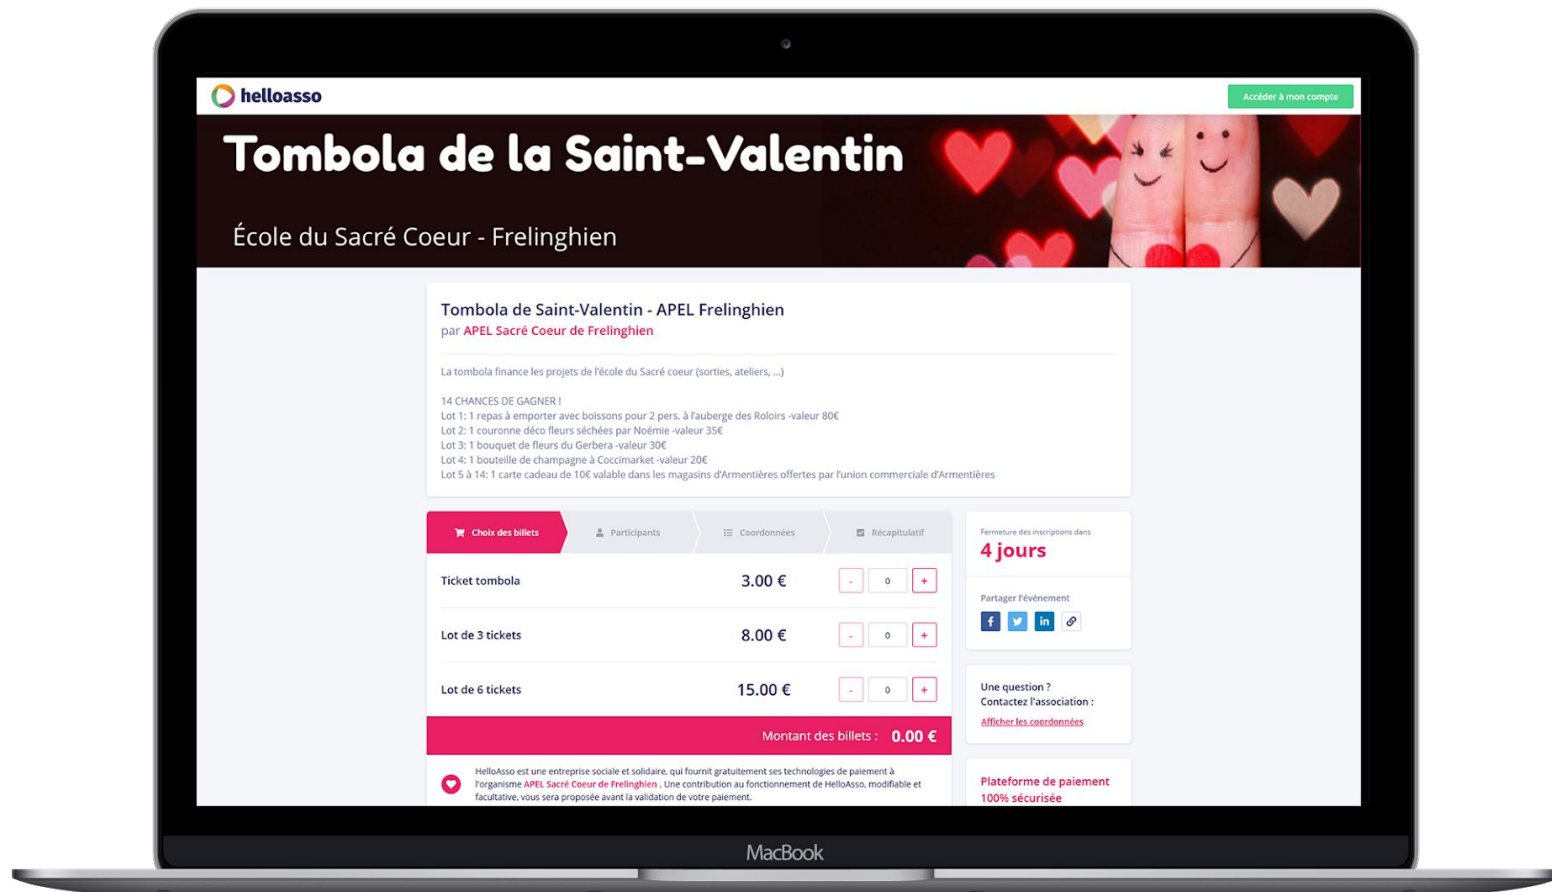 helloasso
Accéder à mon compte
Tombola de la Saint-Valentin
École du Sacré Coeur - Frelinghien
Tombola de Saint-Valentin - APEL Frelinghien
par APEL Sacré Coeur de Frelinghien
La tombola finance les projets de l'école du Sacré coeur (sorties, ateliers, ...)
14 CHANCES DE GAGNER !
Lot 1: 1 repas à emporter avec boissons pour 2 pers. à l'auberge des Roloirs -valeur 80€
Lot 2: 1 couronne déco fleurs séchées par Noémie -valeur 35€
Lot 3: 1 bouquet de fleurs du Gerbera -valeur 30€
Lot 4: 1 bouteille de champagne à Coccimarket -valeur 20€
Lot 5 à 14: 1 carte cadeau de 10€ valable dans les magasins d'Armentières offertes par l'union commerciale d'Armentières
Choix des billets
Participants
Coordonnées
Récapitulatif
Ticket tombola 3.00 € - 0 +
Lot de 3 tickets 8.00 € - 0 +
Lot de 6 tickets 15.00 € - 0 +
Montant des billets : 0.00 €
HelloAsso est une entreprise sociale et solidaire, qui fournit gratuitement ses technologies de paiement à
l'organisme APEL Sacré Coeur de Frelinghien . Une contribution au fonctionnement de HelloAsso, modifiable et
facultative, vous sera proposée avant la validation de votre paiement.
Fermeture des inscriptions dans
4 jours
Partager l'événement
Une question ?
Contactez l'association :
Afficher les coordonnées
Plateforme de paiement
100% sécurisée
MacBook